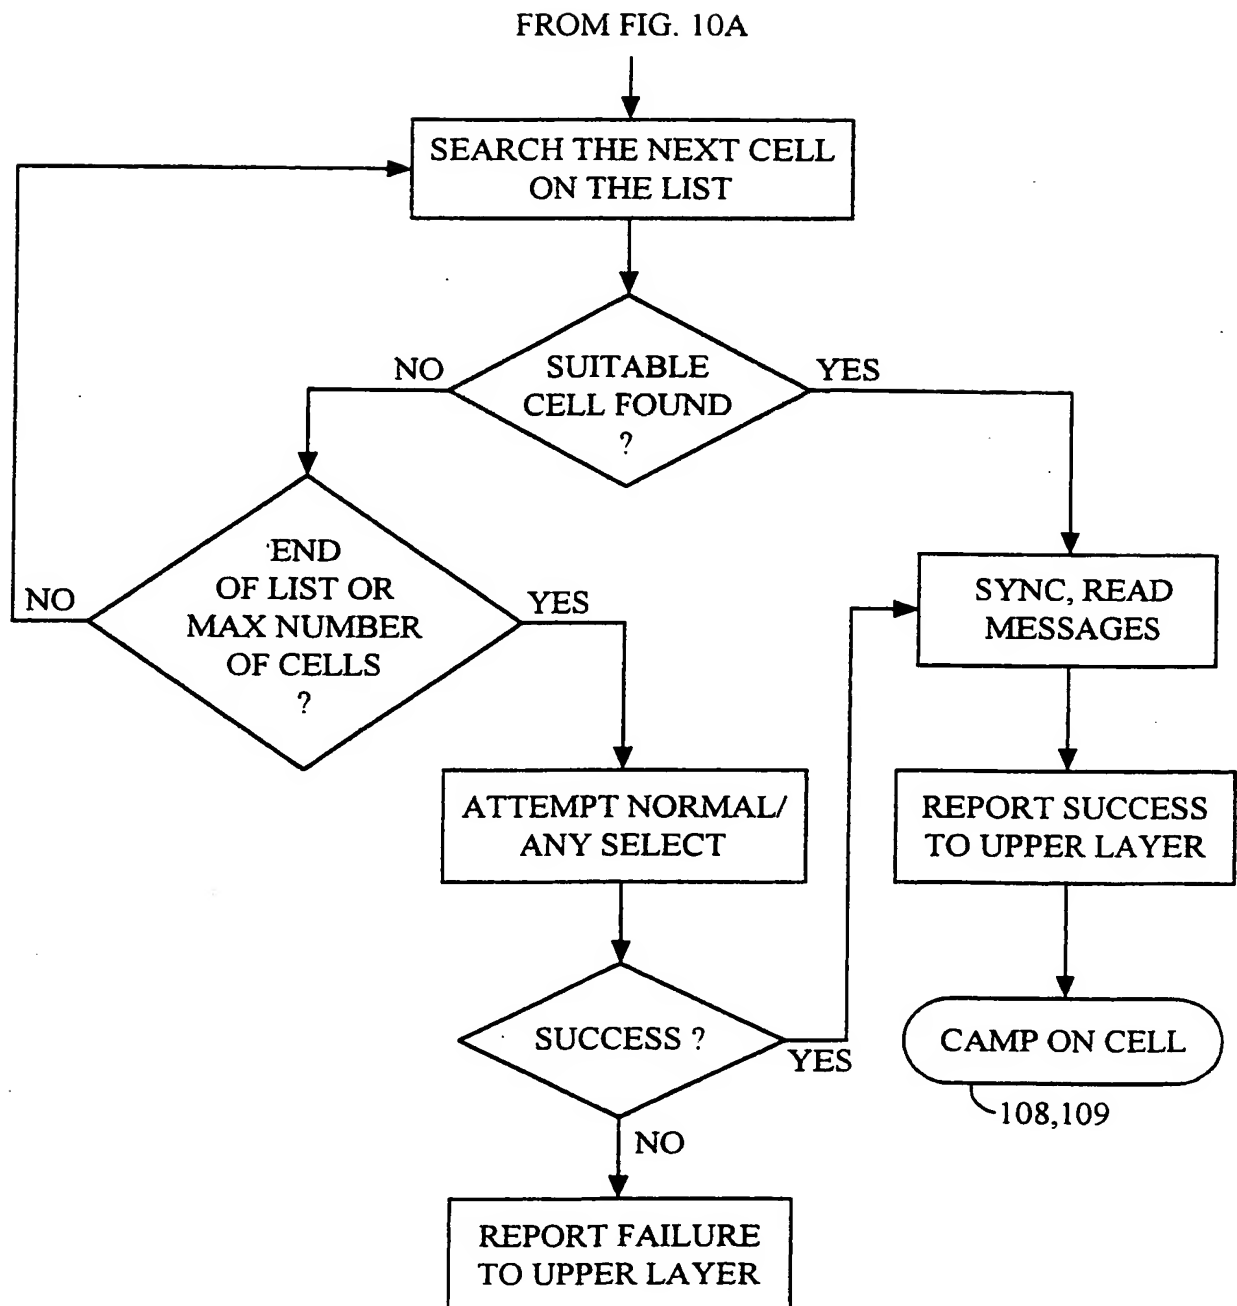 FROM FIG. 10A
SEARCH THE NEXT CELL
ON THE LIST
NO
SUITABLE
CELL FOUND
?
YES
END
OF LIST OR
MAX NUMBER
OF CELLS
?
NO
YES
SYNC, READ
MESSAGES
ATTEMPT NORMAL/
ANY SELECT
REPORT SUCCESS
TO UPPER LAYER
SUCCESS ?
YES
CAMP ON CELL
108,109
NO
REPORT FAILURE
TO UPPER LAYER